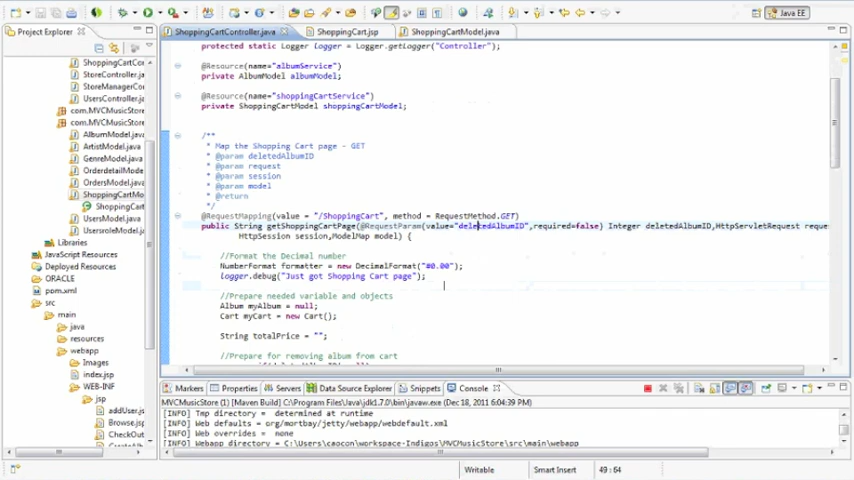 Java EE
Project Explorer
ShoppingCartController.java
ShoppingCart.jsp
ShoppingCartModel.java
ShoppingCartCo
StoreController.ja
StoreManagerCor
UsersController.ja
com.MVCMusicStore
com.MVCMusicStore
AlbumModel.java
ArtistModel.java
GenreModel.java
OrderdetailModel
OrdersModel.java
ShoppingCartMo
ShoppingCart
UsersModel.java
UsersroleModel.ja
Libraries
deployment
ORACLE
pom.xml
src
main
java
resources
webapp
Images
index.jsp
WEB-INF
jsp
addUser.js
Browse.jsp
CheckOut
protected static Logger logger = Logger.getLogger("Controller");
@Resource(name="albumService")
private AlbumModel albumModel;
@Resource(name="shoppingCartService")
private ShoppingCartModel shoppingCartModel;
/**
* Map the Shopping Cart page - GET
* @param deletedAlbumID
* @param request
* @param session
* @param model
* @return
*/
@RequestMapping(value = "/ShoppingCart", method = RequestMethod.GET)
public String getShoppingCartPage(@RequestParam(value="deletedAlbumID",required=false) Integer deletedAlbumID,HttpServletRequest reque
HttpSession session,ModelMap model) {
//Format the Decimal number
NumberFormat formatter = new DecimalFormat("#0.00");
logger.debug("Just got Shopping Cart page");
//Prepare needed variable and objects
Album myAlbum = null;
Cart myCart = new Cart();
String totalPrice = "";
//Prepare for removing album from cart
Markers
Properties
Servers
Data Source Explorer
Snippets
Console
MVCMusicStore (1) [Maven Build] C:\Program Files\Java\jdk1.7.0\bin\javaw.exe (Dec 18, 2011 6:04:39 PM)
[INFO] Tmp directory = determined at runtime
[INFO] Web defaults = org/mortbay/jetty/webapp/webdefault.xml
[INFO] Web overrides = none
[INFO] Webapp directory = C:\Users\caocon\workspace-Indigos\MVCMusicStore\src\main\webapp
Writable
Smart Insert
49 : 64